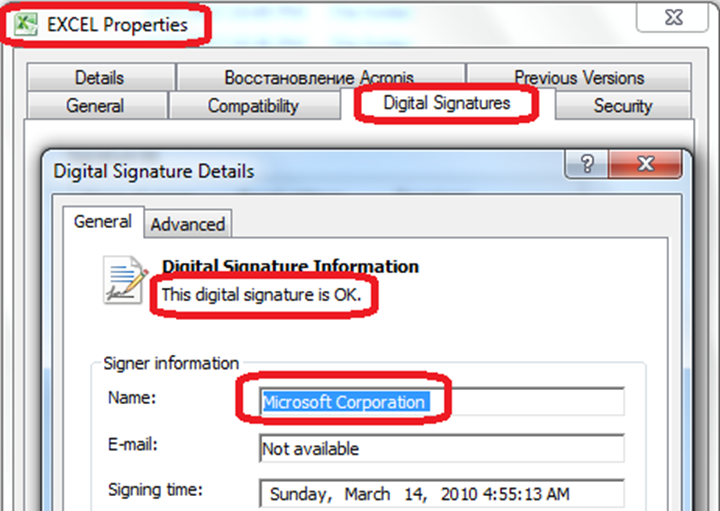 EXCEL Properties
Details Восстановление Acronis Previous Versions
General Compatibility Digital Signatures Security
Digital Signature Details
General Advanced
Digital Signature Information
This digital signature is OK.
Signer information
Name: Microsoft Corporation
E-mail: Not available
Signing time: Sunday, March 14, 2010 4:55:13 AM